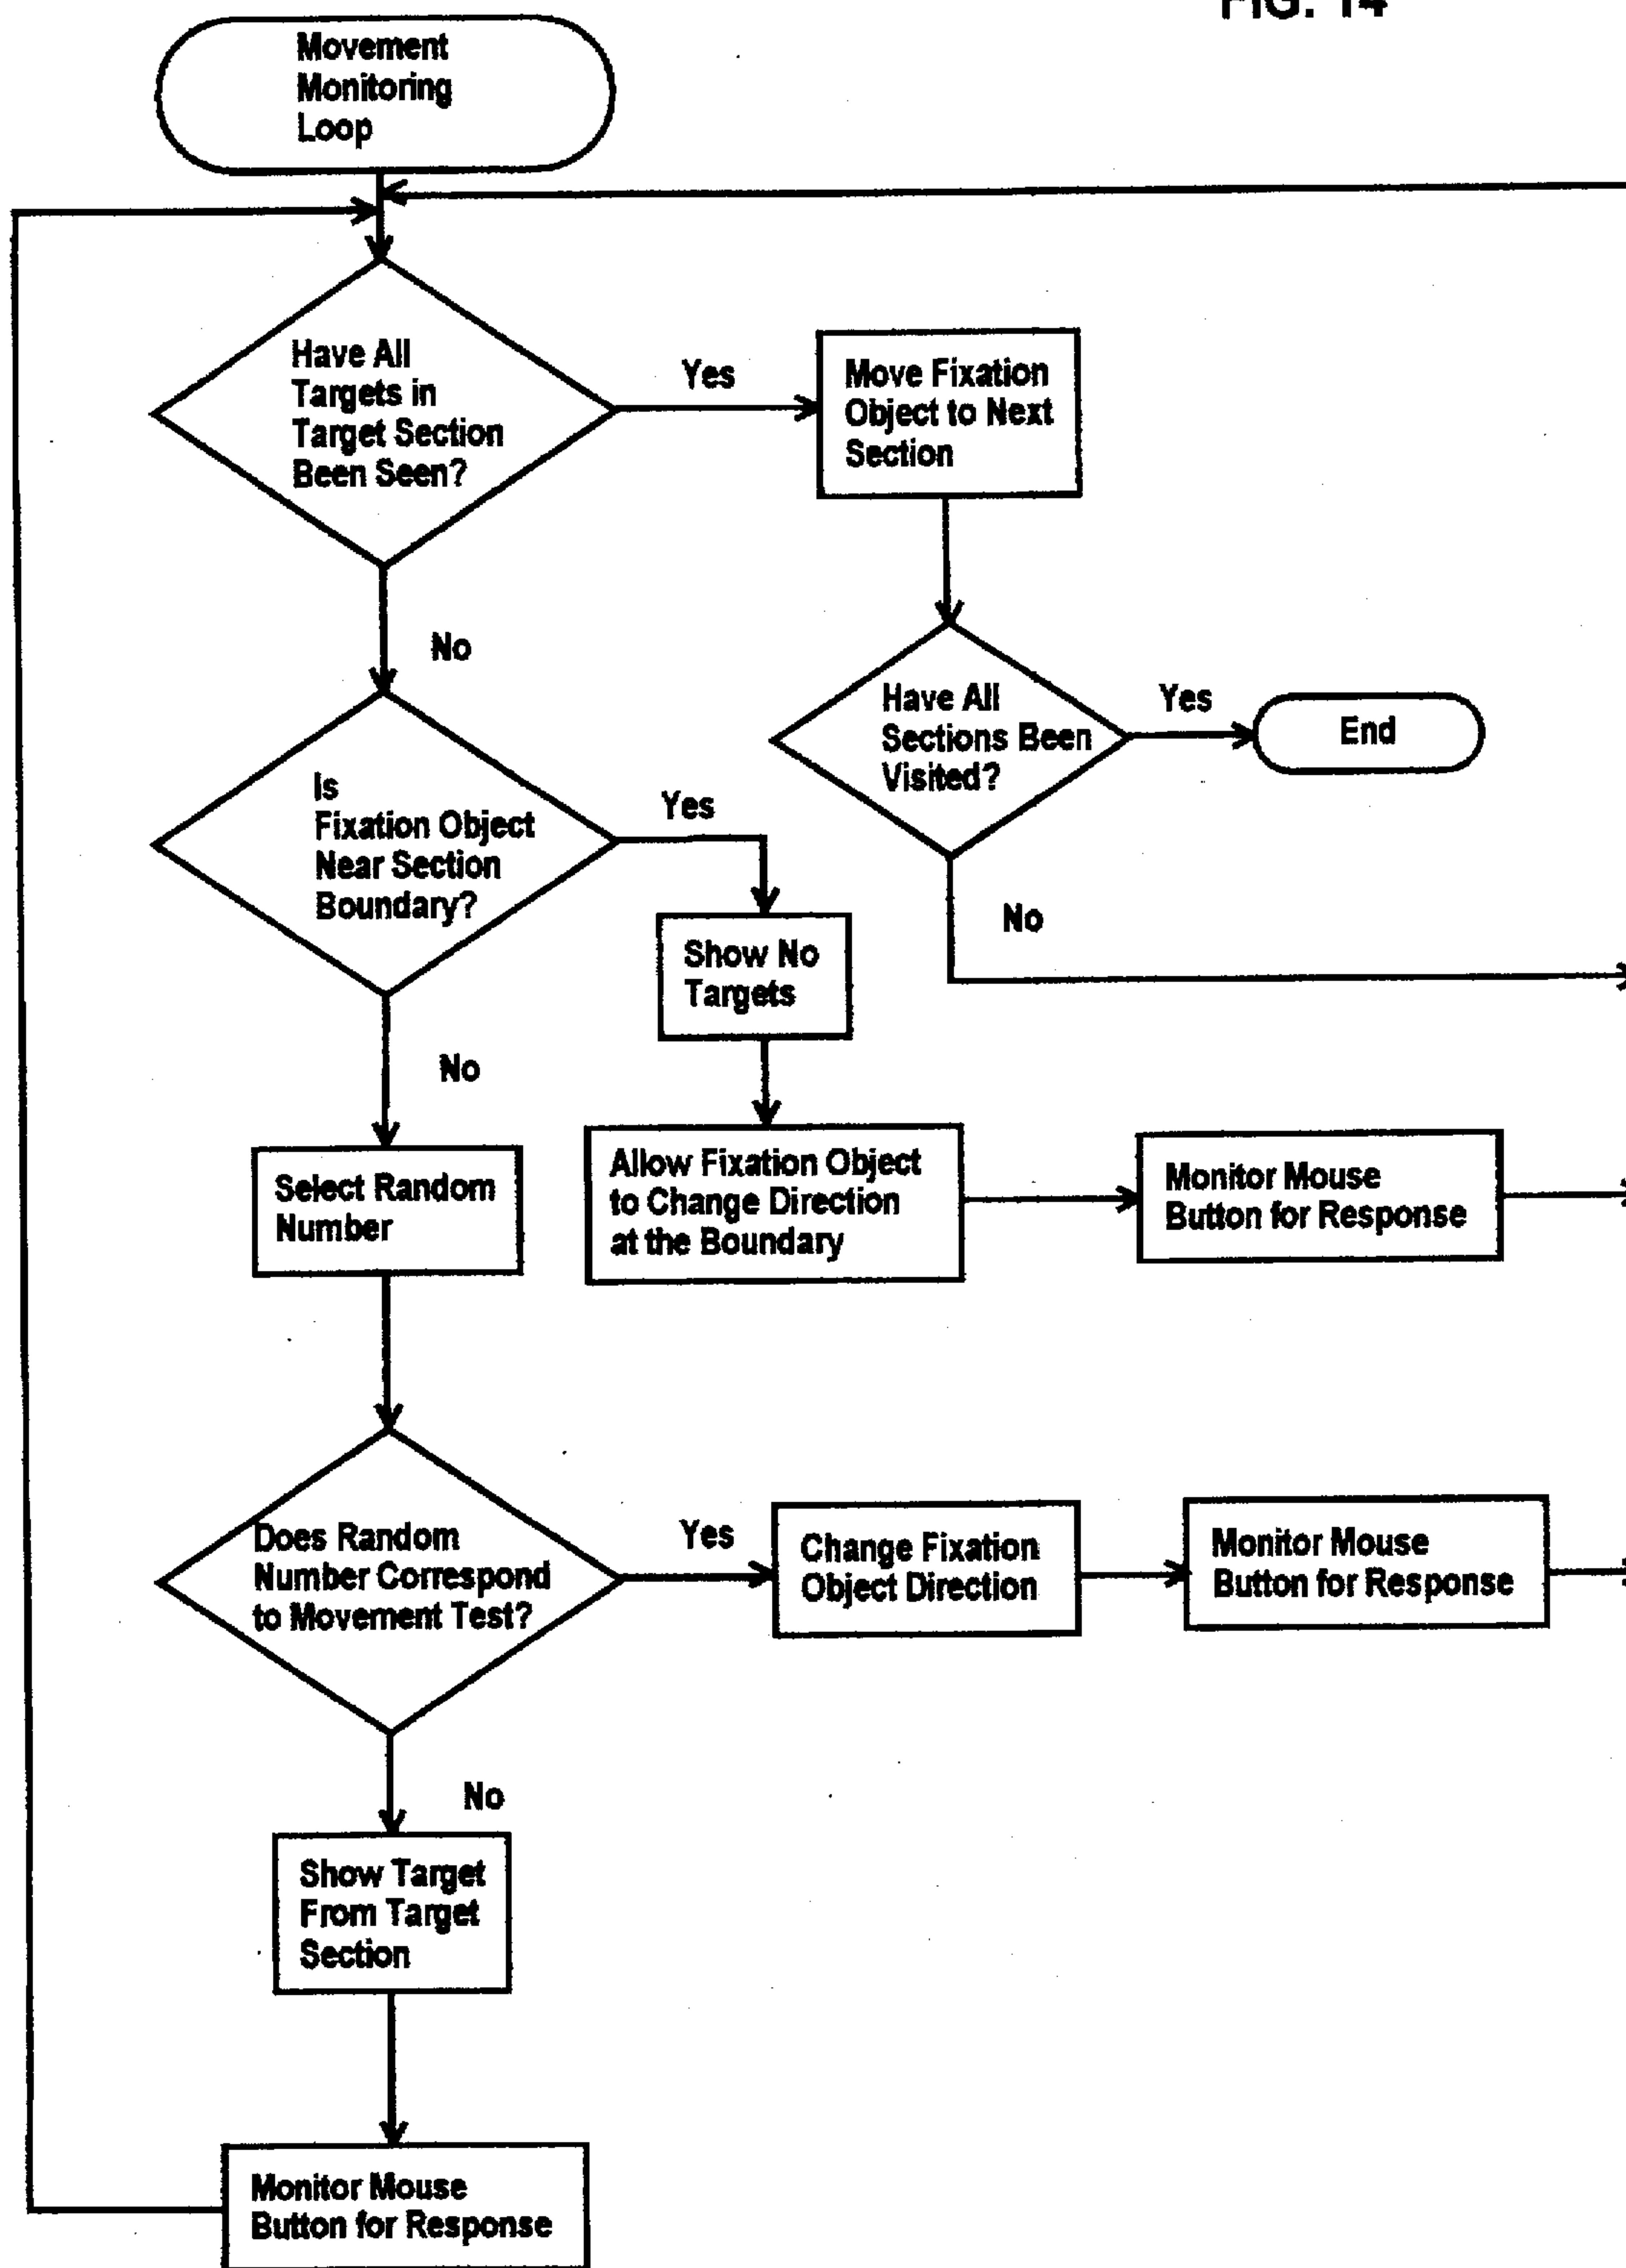 FIG. 14
Movement
Monitoring
Loop
Have All
Targets in
Target Section
Been Seen?
Yes
Move Fixation
Object to Next
Section
No
Have All
Sections Been
Visited?
Yes
End
No
Is
Fixation Object
Near Section
Boundary?
Yes
Show No
Targets
No
Allow Fixation Object
to Change Direction
at the Boundary
Monitor Mouse
Button for Response
Select Random
Number
Does Random
Number Correspond
to Movement Test?
Yes
Change Fixation
Object Direction
Monitor Mouse
Button for Response
No
Show Target
From Target
Section
Monitor Mouse
Button for Response